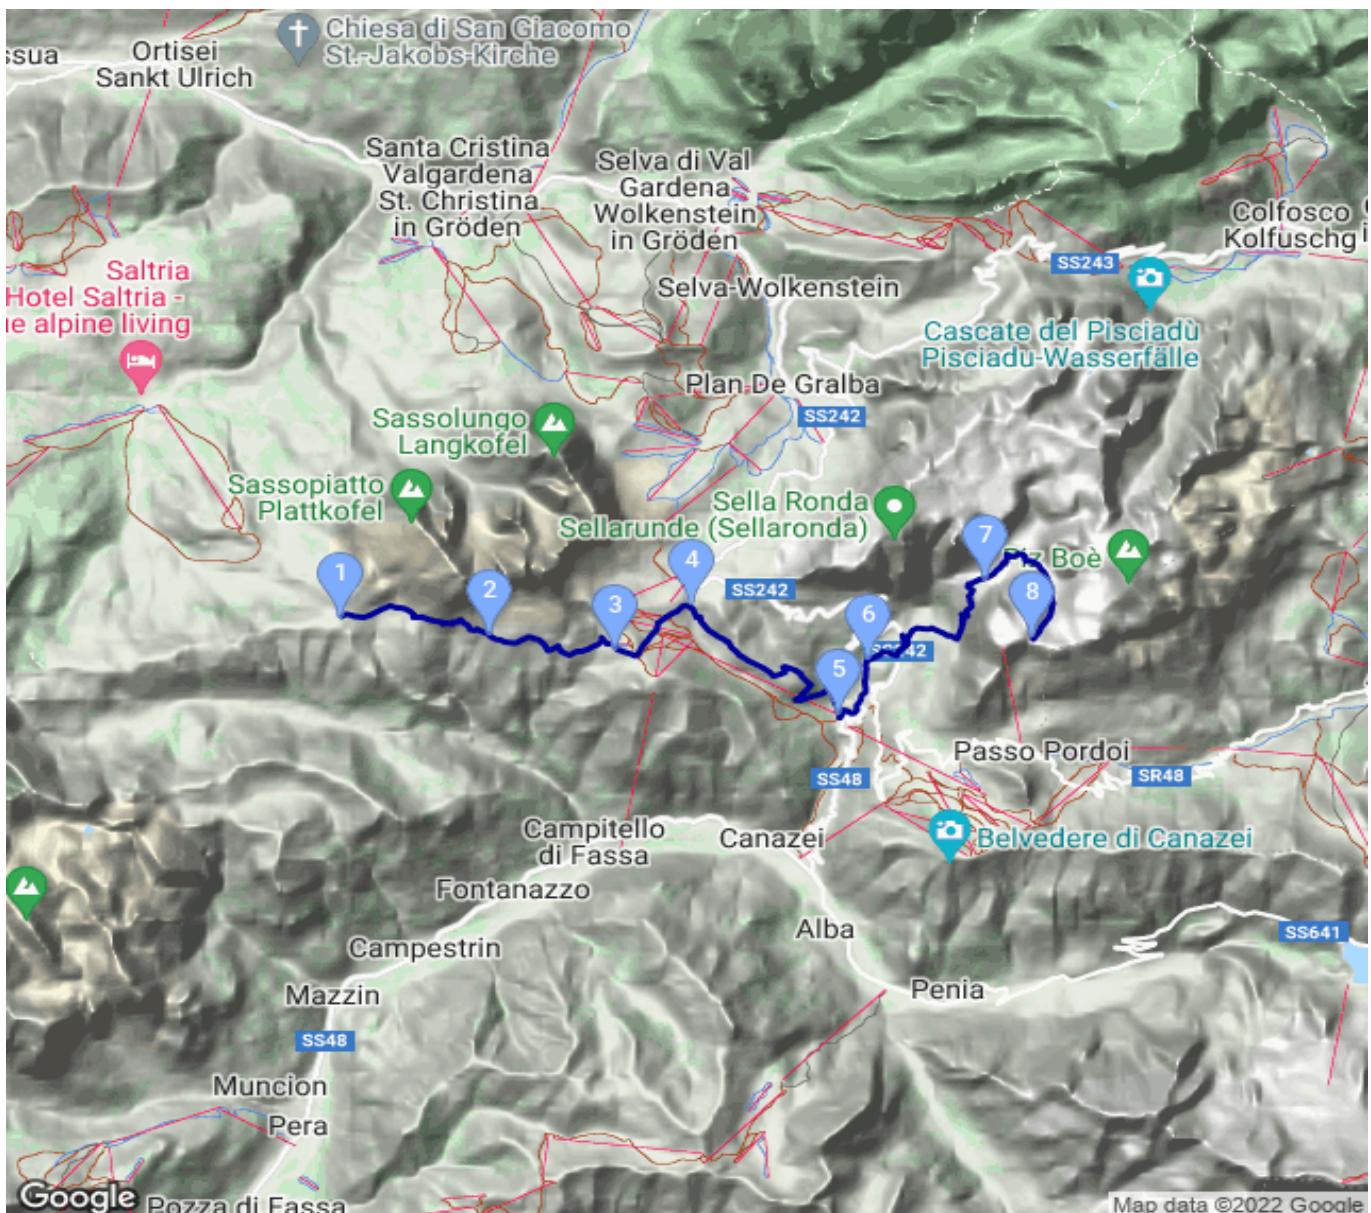 ssua
Ortisei
Sankt Ulrich
Chiesa di San Giacomo
St.-Jakobs-Kirche
Santa Cristina
Valgardena
St. Christina
in Gröden
Selva di Val
Gardena
Wolkenstein
in Gröden
Colfosco
Kolfuschg
SS243
Saltria
Hotel Saltria -
ue alpine living
Selva-Wolkenstein
Cascate del Pisciadù
Pisciadu-Wasserfälle
Plan De Gralba
SS242
Sassolungo
Langkofel
Sassopiatto
Plattkofel
Sella Ronda
Sellarunde (Sellaronda)
Piz Boè
SS242
1
2
3
4
5
6
7
8
SS242
Passo Pordoi
SS48
SR48
Campitello
di Fassa
Canazei
Belvedere di Canazei
Fontanazzo
Campestrin
Alba
SS641
Mazzin
Penia
SS48
Muncion
Pera
Pozza di Fassa
Google
Map data ©2022 Google